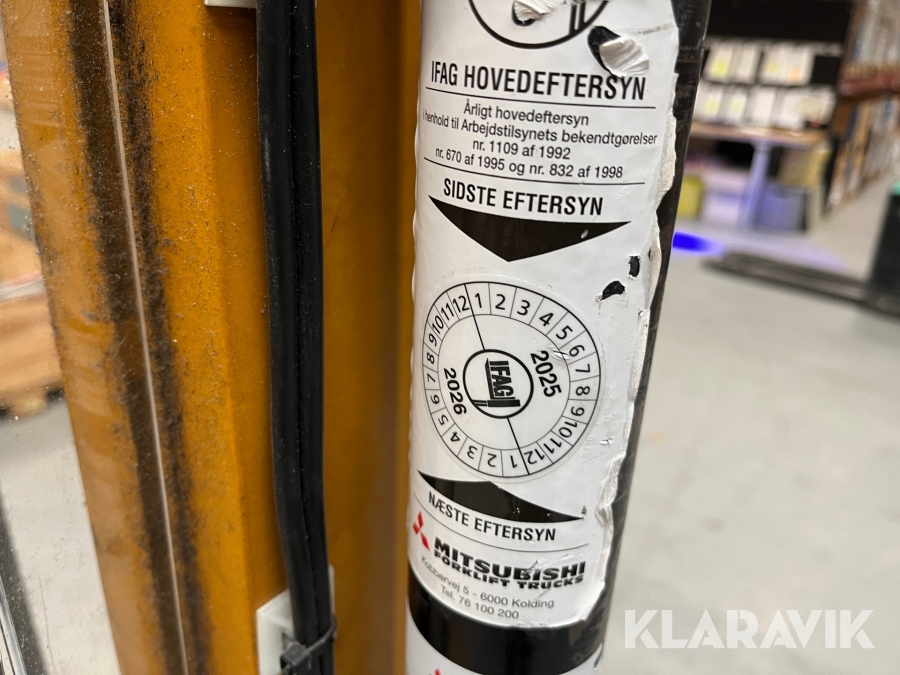 IFAG HOVEDEFTERSYN
Årligt hovedeftersyn
i henhold til Arbejdstilsynets bekendtgørelser
nr. 1109 af 1992
nr. 670 af 1995 og nr. 832 af 1998
SIDSTE EFTERSYN
1 2 3 4 5 6 7 8 9 10 11 12
2025
IFAG
2026
1 2 3 4 5 6 7 8 9 10 11 12
NÆSTE EFTERSYN
MITSUBISHI
FORKLIFT TRUCKS
Kobbervej 5 - 6000 Kolding
Tel. 76 100 200
KLARAVIK